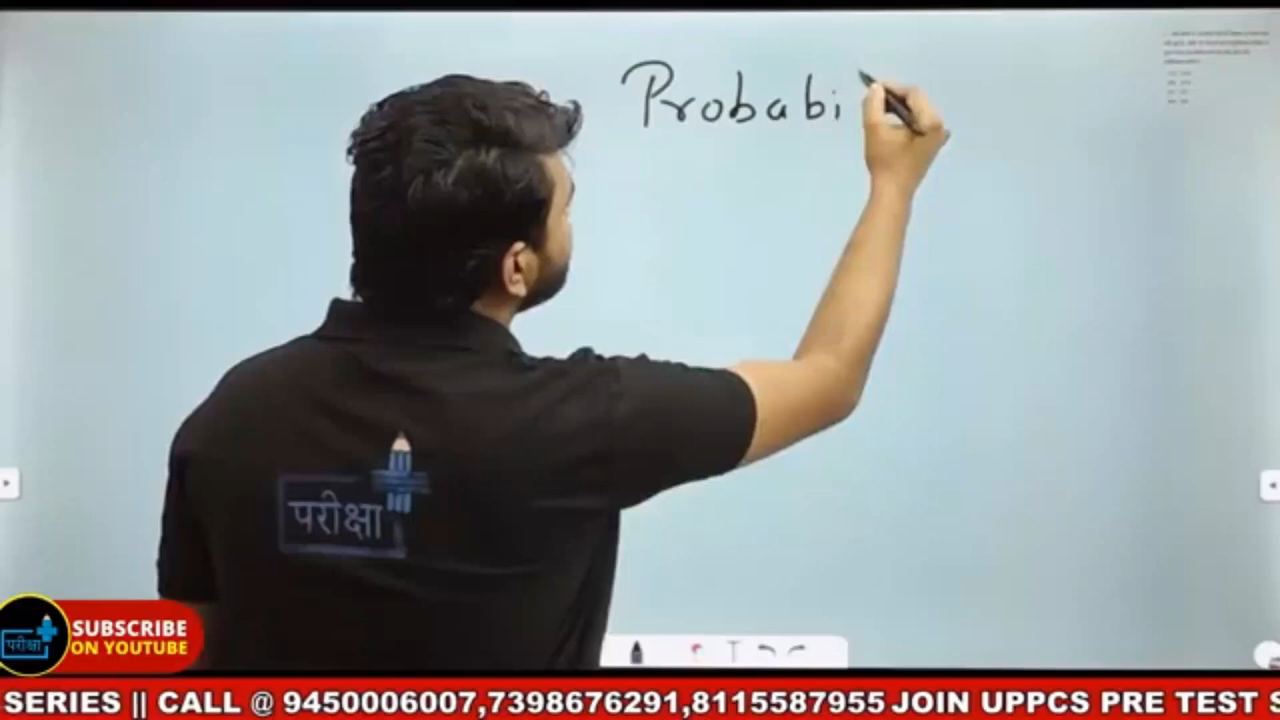 Probabi
परीक्षा
परीक्षा
SUBSCRIBE
ON YOUTUBE
SERIES || CALL @ 9450006007,7398676291,8115587955 JOIN UPPCS PRE TEST S